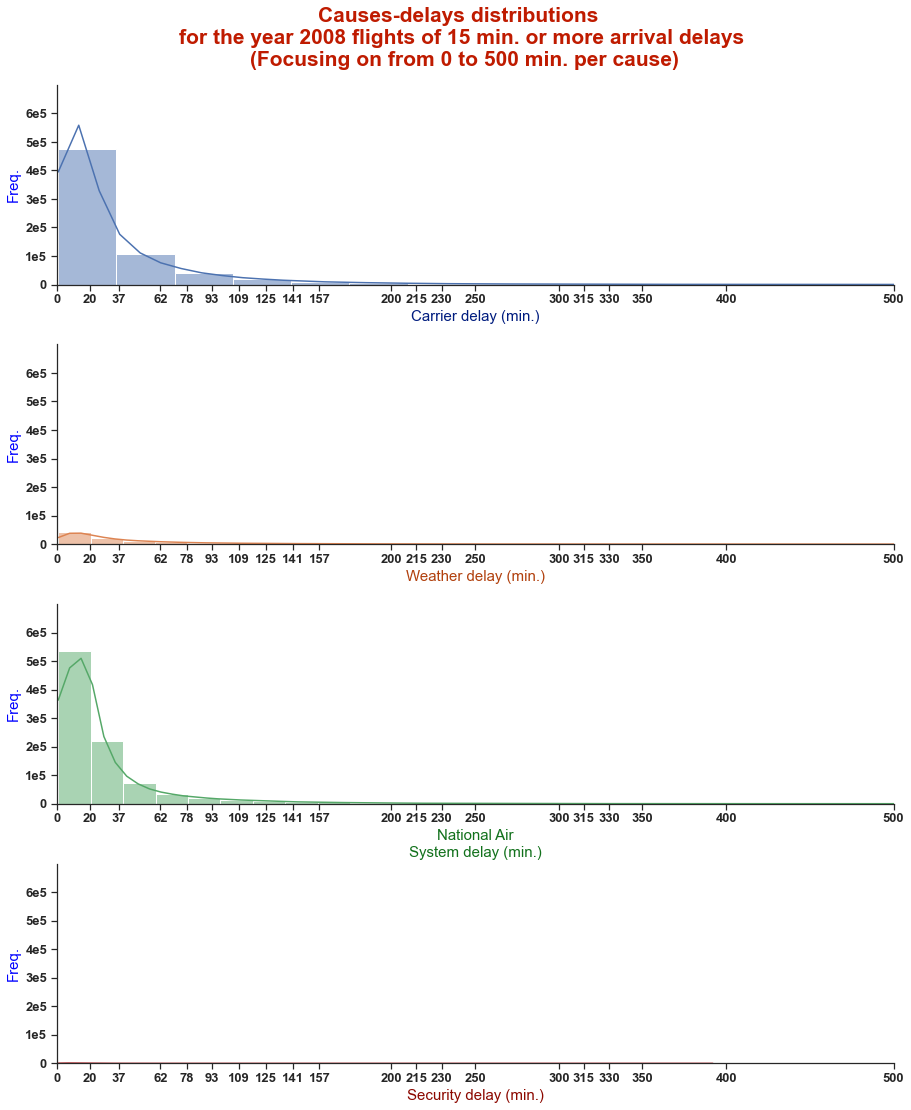 Causes-delays distributions
for the year 2008 flights of 15 min. or more arrival delays
(Focusing on from 0 to 500 min. per cause)
6e5
5e5
4e5
3e5
2e5
1e5
0
Freq.
0 20 37 62 78 93 109 125 141 157 200 215 230 250 300 315 330 350 400 500
Carrier delay (min.)
6e5
5e5
4e5
3e5
2e5
1e5
0
Freq.
0 20 37 62 78 93 109 125 141 157 200 215 230 250 300 315 330 350 400 500
Weather delay (min.)
6e5
5e5
4e5
3e5
2e5
1e5
0
Freq.
0 20 37 62 78 93 109 125 141 157 200 215 230 250 300 315 330 350 400 500
National Air
System delay (min.)
6e5
5e5
4e5
3e5
2e5
1e5
0
Freq.
0 20 37 62 78 93 109 125 141 157 200 215 230 250 300 315 330 350 400 500
Security delay (min.)